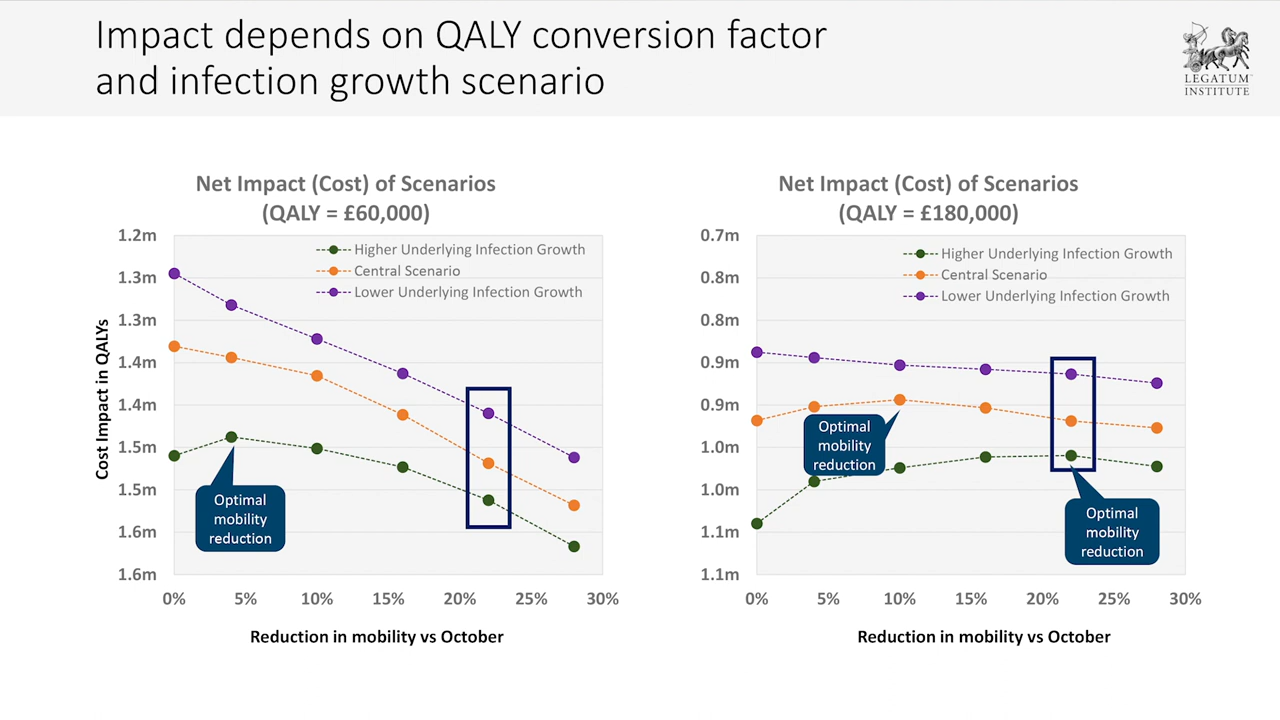 Impact depends on QALY conversion factor
and infection growth scenario
LEGATUM
INSTITUTE
Net Impact (Cost) of Scenarios
(QALY = £60,000)
Cost Impact in QALYs
1.2m
1.3m
1.3m
1.4m
1.4m
1.5m
1.5m
1.6m
1.6m
Higher Underlying Infection Growth
Central Scenario
Lower Underlying Infection Growth
Optimal
mobility
reduction
0% 5% 10% 15% 20% 25% 30%
Reduction in mobility vs October
Net Impact (Cost) of Scenarios
(QALY = £180,000)
0.7m
0.8m
0.8m
0.9m
0.9m
1.0m
1.0m
1.1m
1.1m
Higher Underlying Infection Growth
Central Scenario
Lower Underlying Infection Growth
Optimal
mobility
reduction
Optimal
mobility
reduction
0% 5% 10% 15% 20% 25% 30%
Reduction in mobility vs October